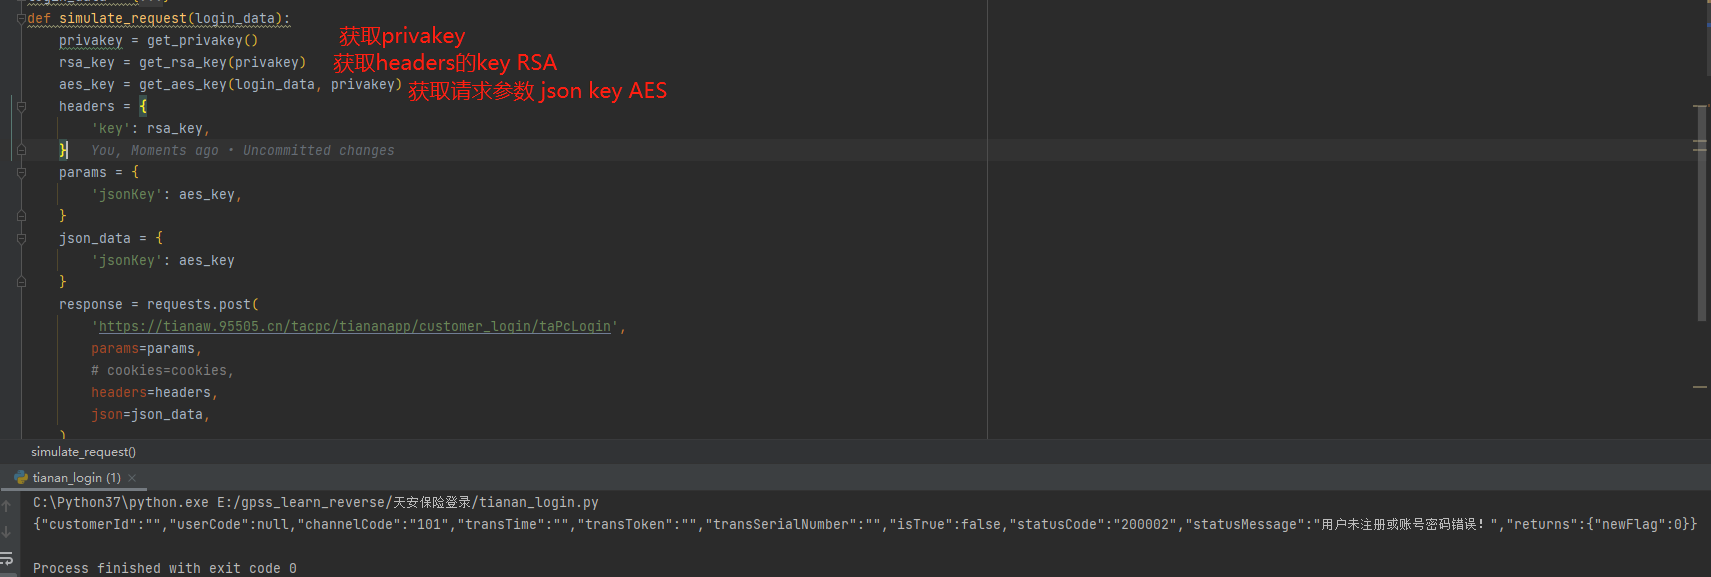 def simulate_request(login_data):
privakey = get_privakey() 获取privakey
rsa_key = get_rsa_key(privakey) 获取headers的key RSA
aes_key = get_aes_key(login_data, privakey) 获取请求参数 json key AES
headers = {
'key': rsa_key,
} You, Moments ago · Uncommitted changes
params = {
'jsonKey': aes_key,
}
json_data = {
'jsonKey': aes_key
}
response = requests.post(
'https://tianaw.95505.cn/tacpc/tiananapp/customer_login/taPcLogin',
params=params,
# cookies=cookies,
headers=headers,
json=json_data,
)
simulate_request()
tianan_login (1) ×
C:\Python37\python.exe E:/gpss_learn_reverse/天安保险登录/tianan_login.py
{"customerId":"","userCode":null,"channelCode":"101","transTime":"","transToken":"","transSerialNumber":"","isTrue":false,"statusCode":"200002","statusMessage":"用户未注册或账号密码错误!","returns":{"newFlag":0}}
Process finished with exit code 0